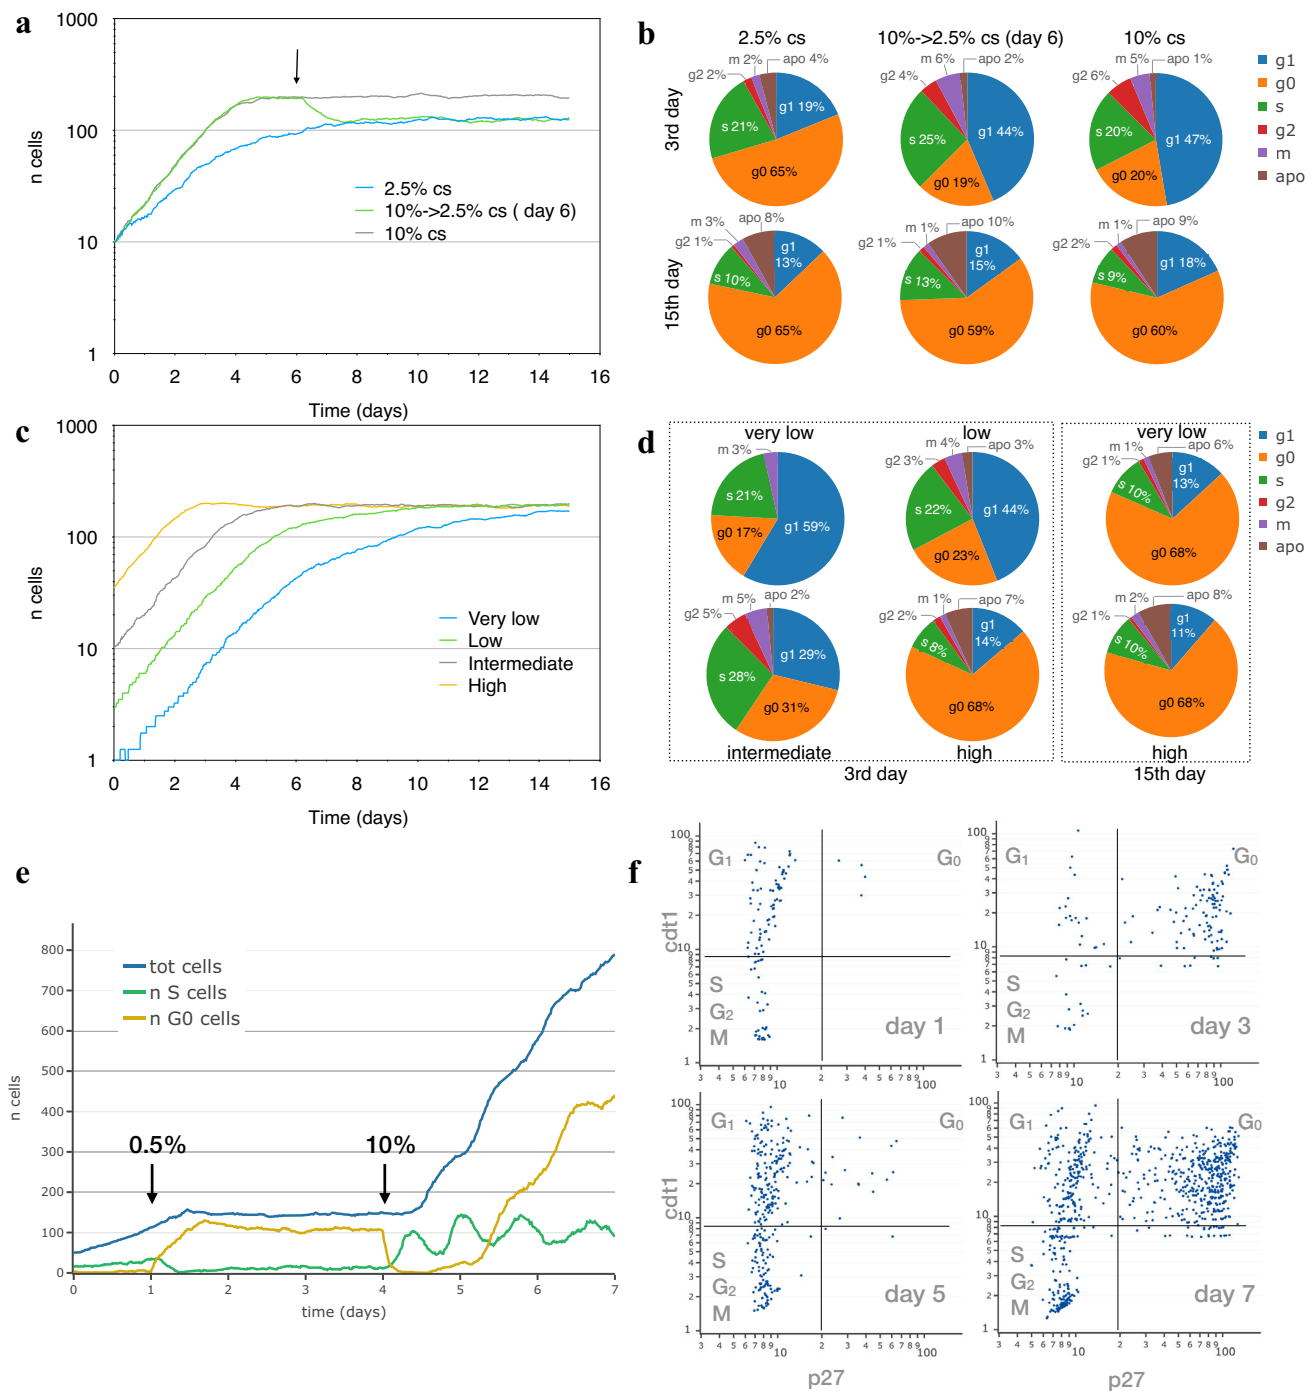 a
1000
100
10
1
n cells
0 2 4 6 8 10 12 14 16
Time (days)
2.5% cs
10%->2.5% cs ( day 6)
10% cs
b
2.5% cs
10%->2.5% cs (day 6)
10% cs
3rd day
m 2%
apo 4%
g2 2%
g1 19%
s 21%
g0 65%
m 6%
apo 2%
g2 4%
g1 44%
s 25%
g0 19%
m 5%
apo 1%
g2 6%
g1 47%
s 20%
g0 20%
g1
g0
s
g2
m
apo
15th day
m 3%
apo 8%
g2 1%
g1
13%
s 10%
g0 65%
m 1%
apo 10%
g2 1%
g1
15%
s 13%
g0 59%
m 1%
apo 9%
g2 2%
g1 18%
s 9%
g0 60%
c
1000
100
10
1
n cells
0 2 4 6 8 10 12 14 16
Time (days)
Very low
Low
Intermediate
High
d
very low
m 3%
s 21%
g0 17%
g1 59%
low
m 4%
apo 3%
g2 3%
s 22%
g1 44%
g0 23%
very low
m 1%
apo 6%
g2 1%
g1
13%
s 10%
g0 68%
g1
g0
s
g2
m
apo
m 5%
apo 2%
g2 5%
g1 29%
s 28%
g0 31%
intermediate
m 1%
apo 7%
g2 2%
g1
14%
s 8%
g0 68%
high
m 2%
apo 8%
g2 1%
g1
11%
s 10%
g0 68%
high
3rd day
15th day
e
n cells
800
700
600
500
400
300
200
100
0
tot cells
n S cells
n G0 cells
0.5%
10%
0 1 2 3 4 5 6 7
time (days)
f
cdt1
G1
G0
S
G2
M
day 1
G1
G0
S
G2
M
day 3
cdt1
G1
G0
S
G2
M
day 5
G1
G0
S
G2
M
day 7
p27
p27